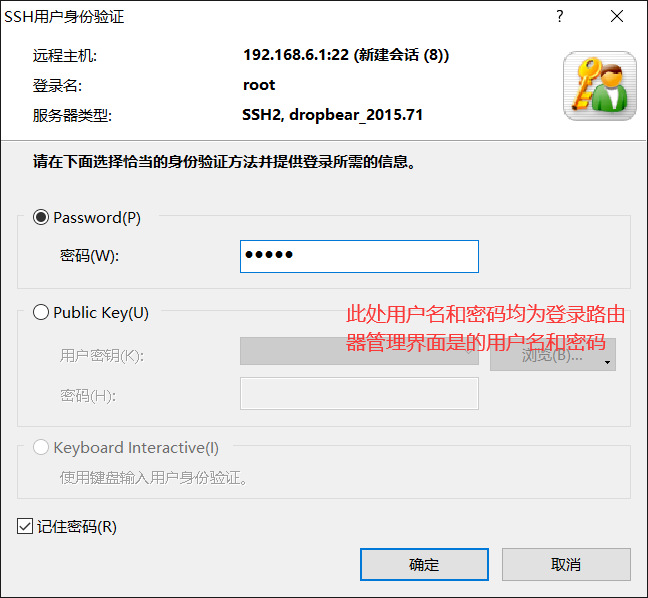 SSH用户身份验证
远程主机: 192.168.6.1:22 (新建会话 (8))
登录名: root
服务器类型: SSH2, dropbear_2015.71
请在下面选择恰当的身份验证方法并提供登录所需的信息。
Password(P)
密码(W): •••••
Public Key(U)
此处用户名和密码均为登录路由
器管理界面是的用户名和密码
用户密钥(K): 浏览(B)...
密码(H):
Keyboard Interactive(I)
使用键盘输入用户身份验证。
记住密码(R)
确定 取消